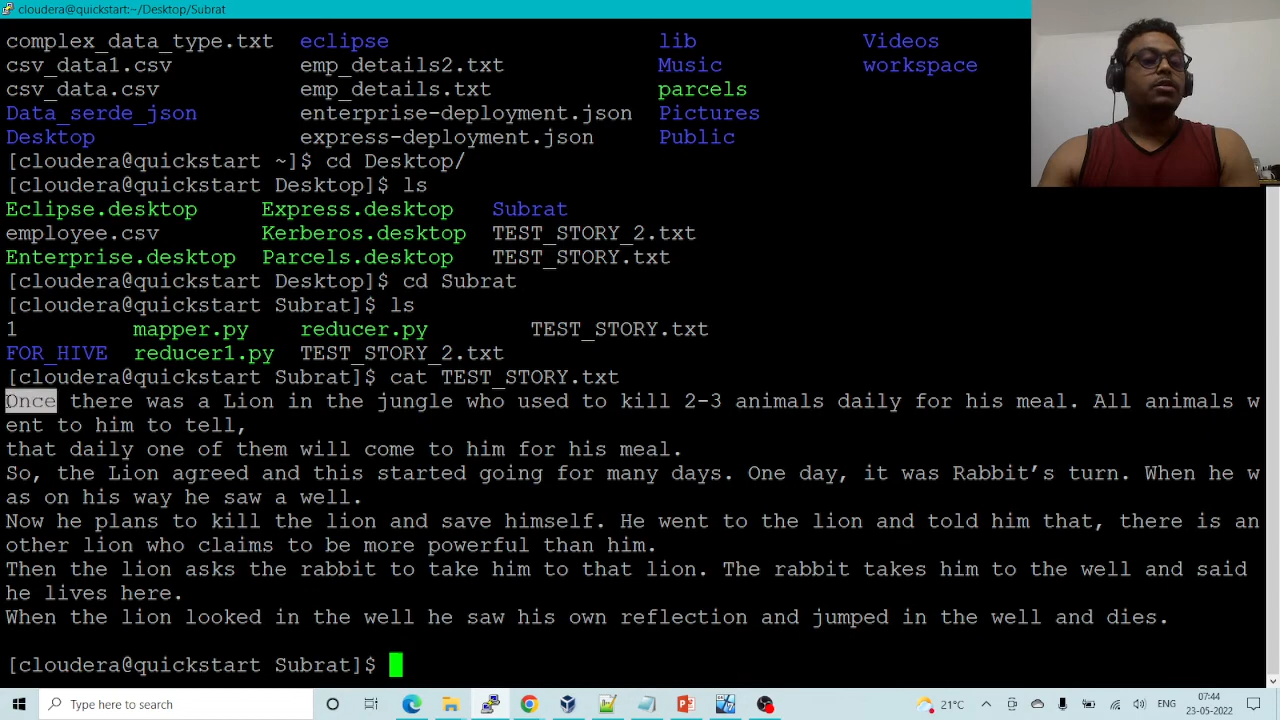 cloudera@quickstart:~/Desktop/Subrat
complex_data_type.txt eclipse lib Videos
csv_data1.csv emp_details2.txt Music workspace
csv_data.csv emp_details.txt parcels
Data_serde_json enterprise-deployment.json Pictures
Desktop express-deployment.json Public
[cloudera@quickstart ~]$ cd Desktop/
[cloudera@quickstart Desktop]$ ls
Eclipse.desktop Express.desktop Subrat
employee.csv Kerberos.desktop TEST_STORY_2.txt
Enterprise.desktop Parcels.desktop TEST_STORY.txt
[cloudera@quickstart Desktop]$ cd Subrat
[cloudera@quickstart Subrat]$ ls
1 mapper.py reducer.py TEST_STORY.txt
FOR_HIVE reducer1.py TEST_STORY_2.txt
[cloudera@quickstart Subrat]$ cat TEST_STORY.txt
Once there was a Lion in the jungle who used to kill 2-3 animals daily for his meal. All animals w
ent to him to tell,
that daily one of them will come to him for his meal.
So, the Lion agreed and this started going for many days. One day, it was Rabbit’s turn. When he w
as on his way he saw a well.
Now he plans to kill the lion and save himself. He went to the lion and told him that, there is an
other lion who claims to be more powerful than him.
Then the lion asks the rabbit to take him to that lion. The rabbit takes him to the well and said
he lives here.
When the lion looked in the well he saw his own reflection and jumped in the well and dies.
[cloudera@quickstart Subrat]$
Type here to search
21°C
ENG
07:44
23-05-2022